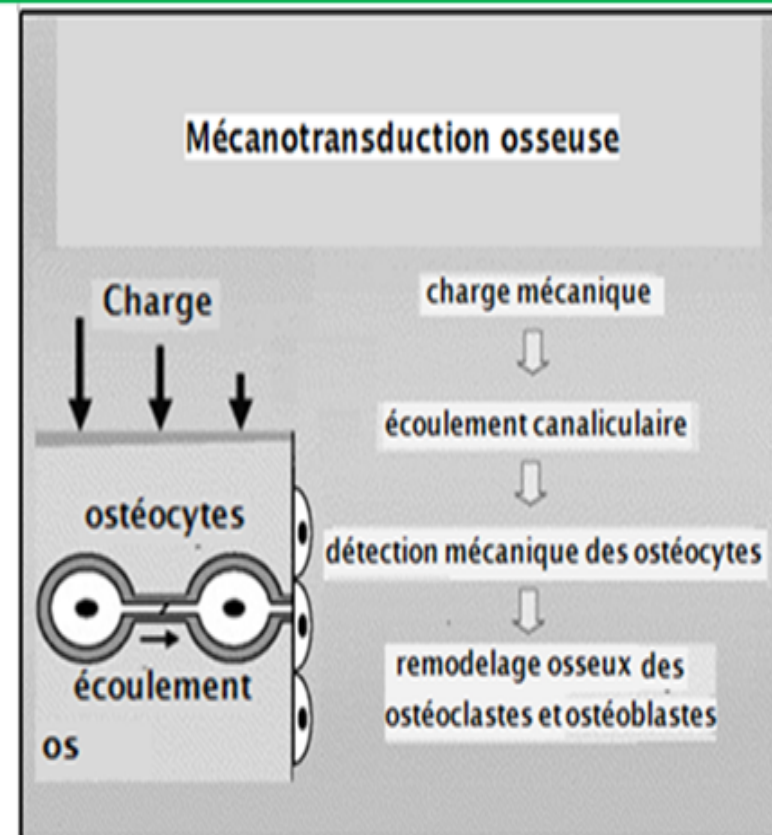 Mécanotransduction osseuse
Charge
ostéocytes
écoulement
os
charge mécanique
écoulement canaliculaire
détection mécanique des ostéocytes
remodelage osseux des
ostéoclastes et ostéoblastes